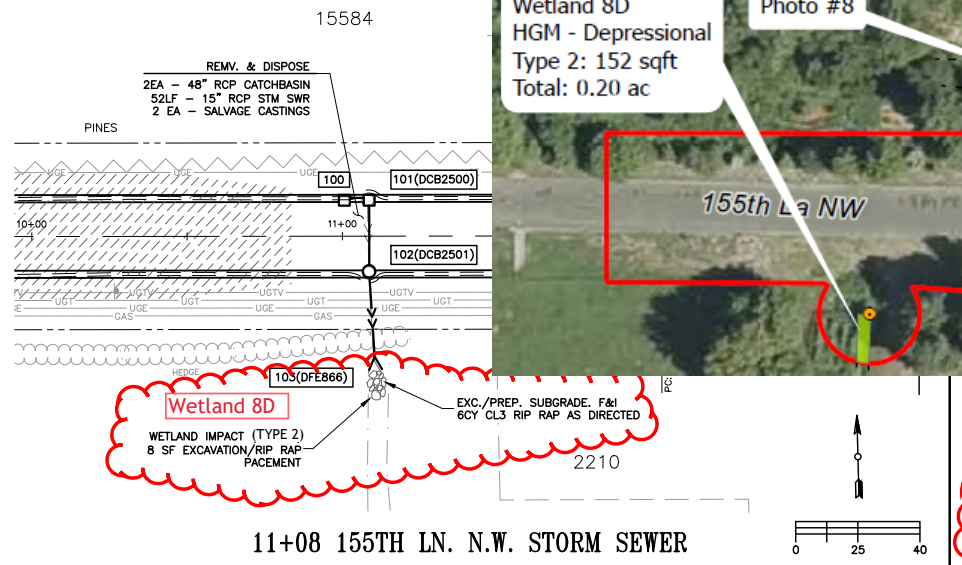 15584
REMV. & DISPOSE
2EA – 48" RCP CATCHBASIN
52LF – 15" RCP STM SWR
2 EA – SALVAGE CASTINGS
Wetland 8D
HGM - Depressional
Type 2: 152 sqft
Total: 0.20 ac
Photo #8
155th La NW
PINES
UGE
UGE
UGE
100
101(DCB2500)
10+00
11+00
102(DCB2501)
UGTV
UGTV
UGTV
UGT
UGE
UGT
UGE
UGT
GAS
GAS
HEDGE
103(DFE866)
Wetland 8D
WETLAND IMPACT (TYPE 2)
8 SF EXCAVATION/RIP RAP
PACEMENT
EXC./PREP. SUBGRADE. F&I
6CY CL3 RIP RAP AS DIRECTED
2210
11+08 155TH LN. N.W. STORM SEWER
0 25 40